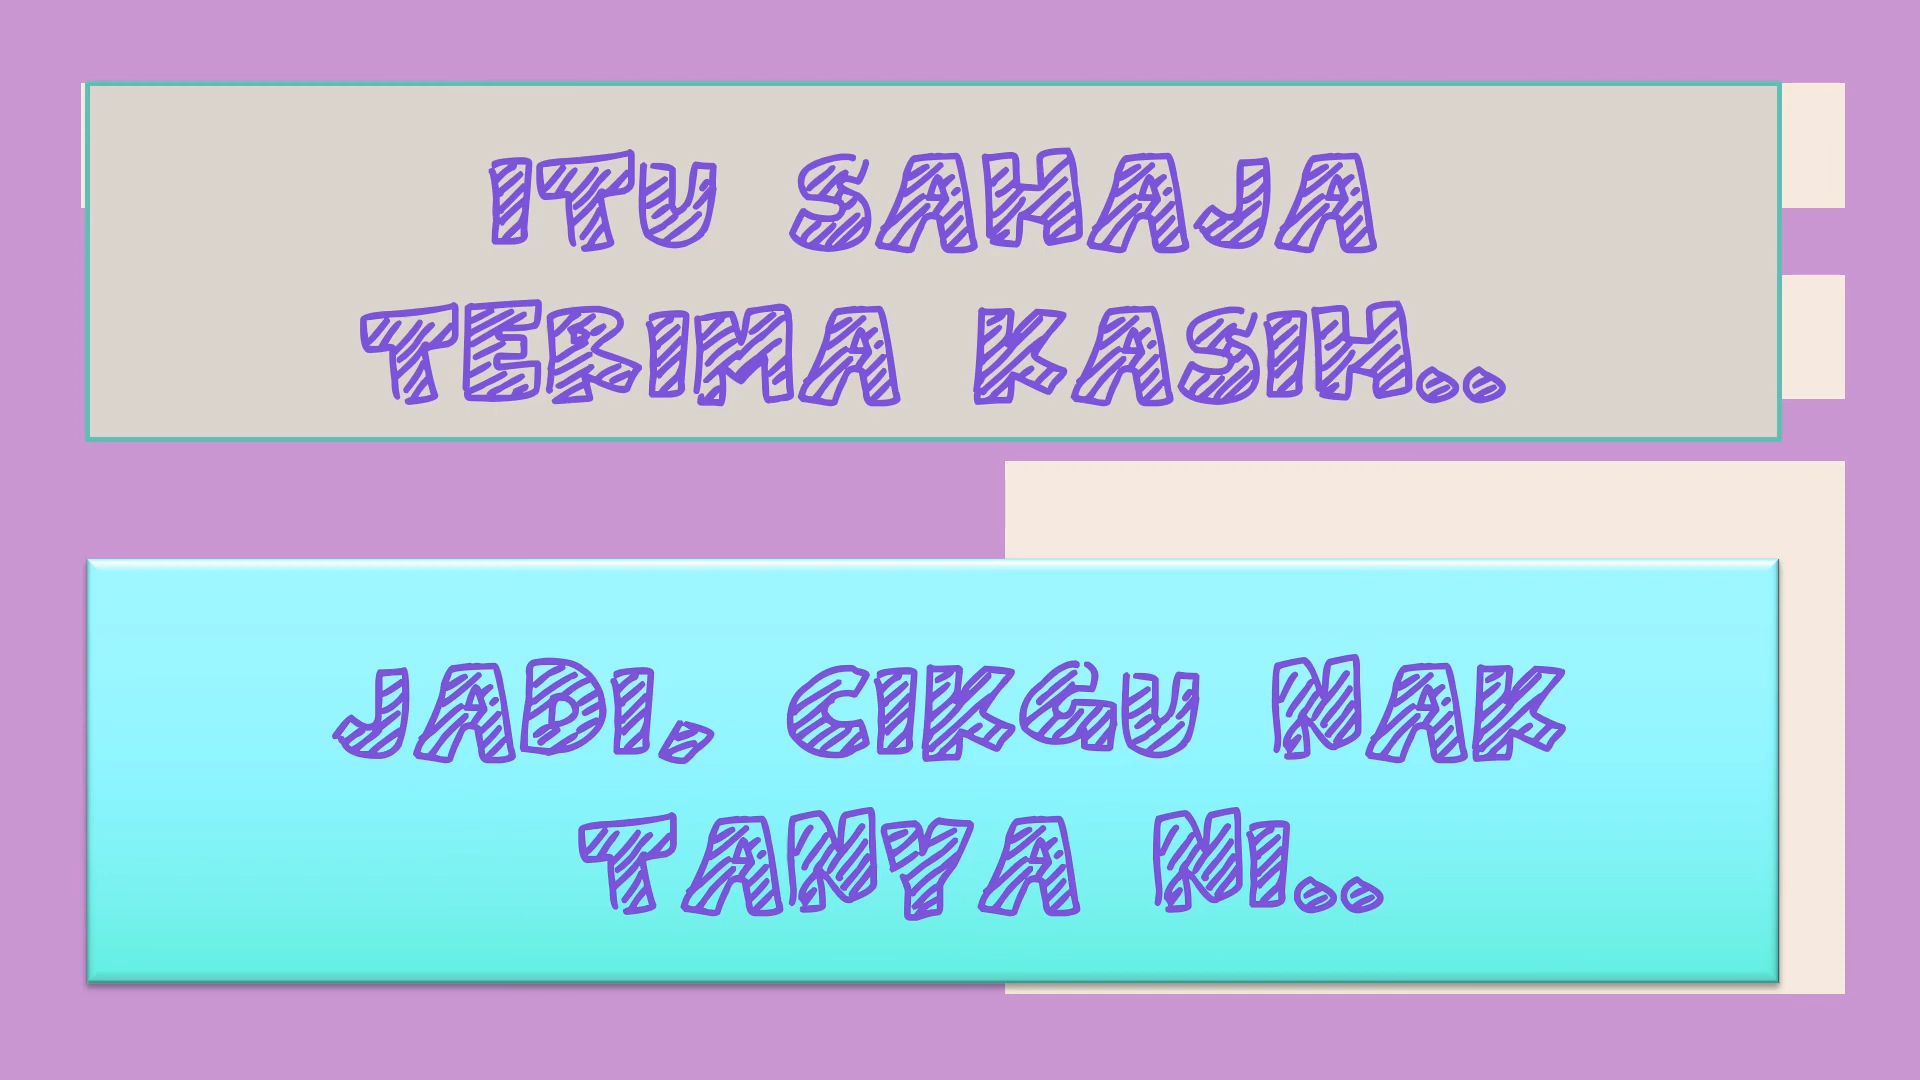 ITU SAHAJA
TERIMA KASIH..
JADI, CIKGU NAK
TANYA NI..